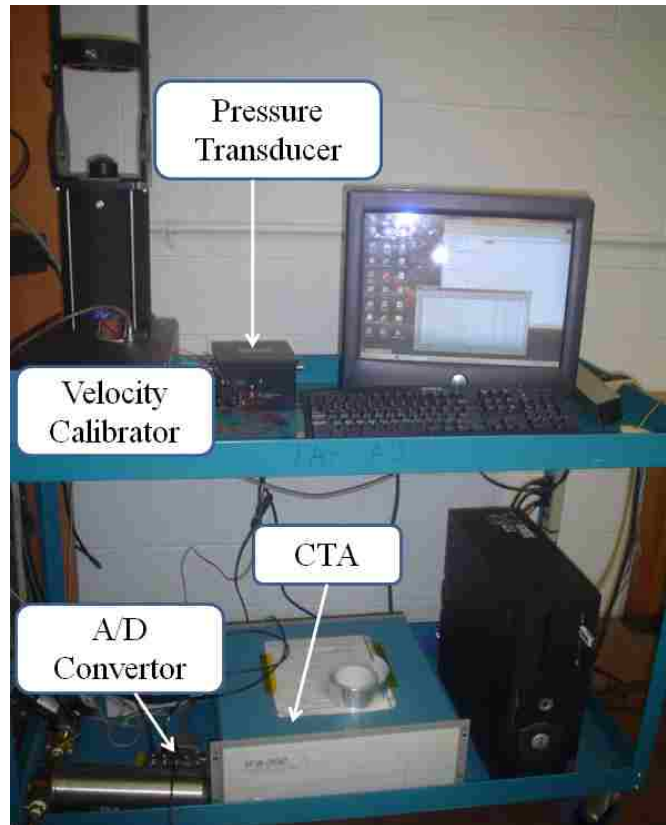 Pressure
Transducer
Velocity
Calibrator
CTA
A/D
Convertor